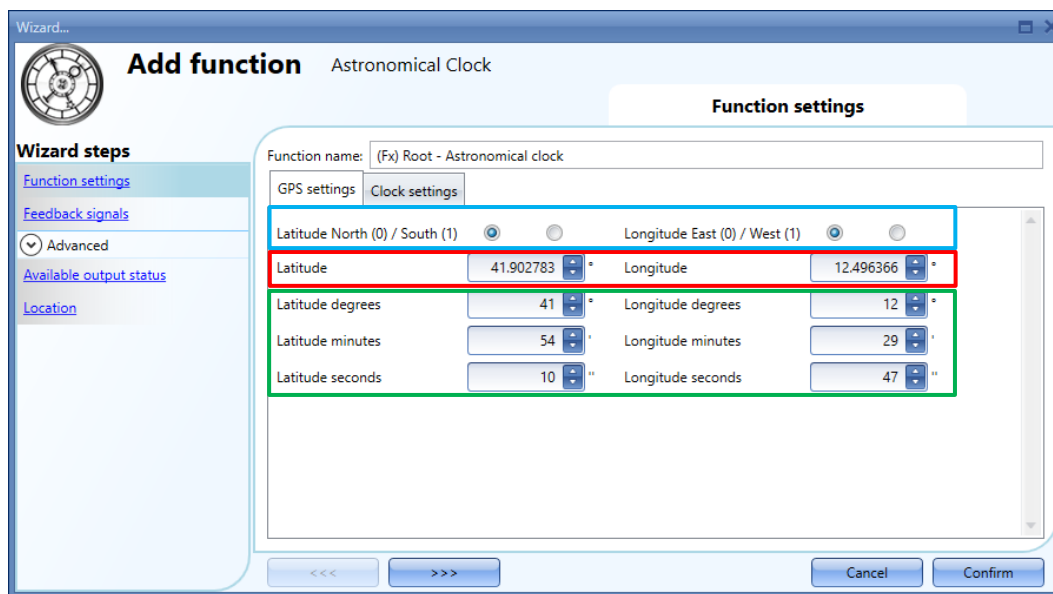 Wizard...
Add function Astronomical Clock
Function settings
Wizard steps
Function settings
Feedback signals
Advanced
Available output status
Location
Function name: (Fx) Root - Astronomical clock
GPS settings Clock settings
Latitude North (0) / South (1) Longitude East (0) / West (1)
Latitude 41.902783 ° Longitude 12.496366 °
Latitude degrees 41 ° Longitude degrees 12 °
Latitude minutes 54 ' Longitude minutes 29 '
Latitude seconds 10 '' Longitude seconds 47 ''
<<< >>> Cancel Confirm